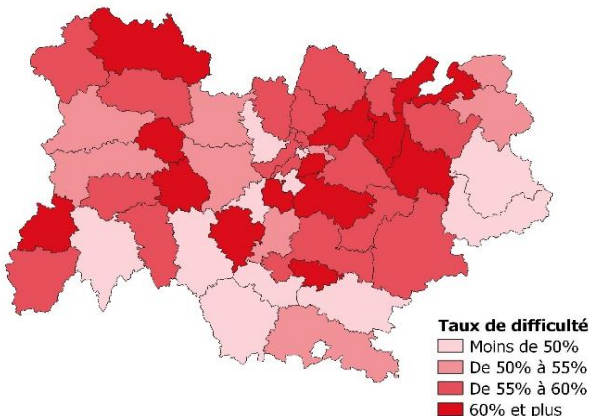 Taux de difficulté
Moins de 50%
De 50% à 55%
De 55% à 60%
60% et plus